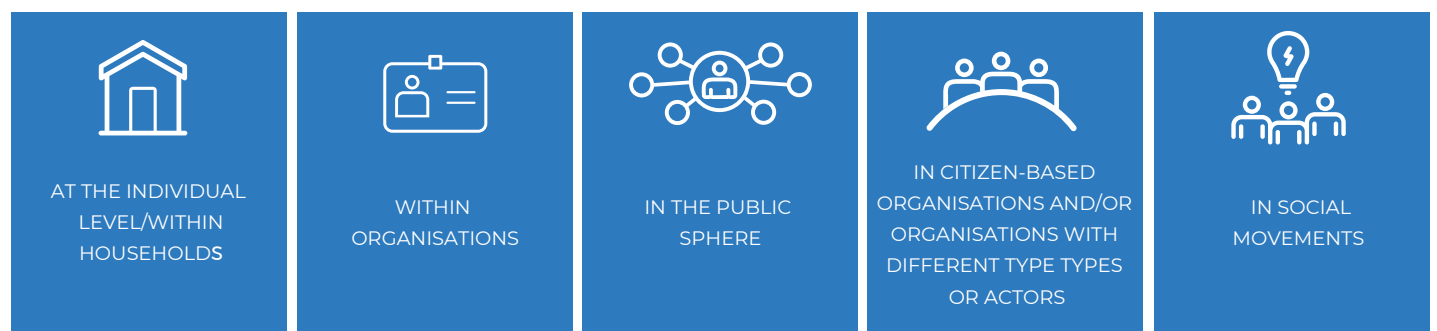 AT THE INDIVIDUAL
LEVEL/WITHIN
HOUSEHOLDS
WITHIN
ORGANISATIONS
IN THE PUBLIC
SPHERE
IN CITIZEN-BASED
ORGANISATIONS AND/OR
ORGANISATIONS WITH
DIFFERENT TYPE TYPES
OR ACTORS
IN SOCIAL
MOVEMENTS